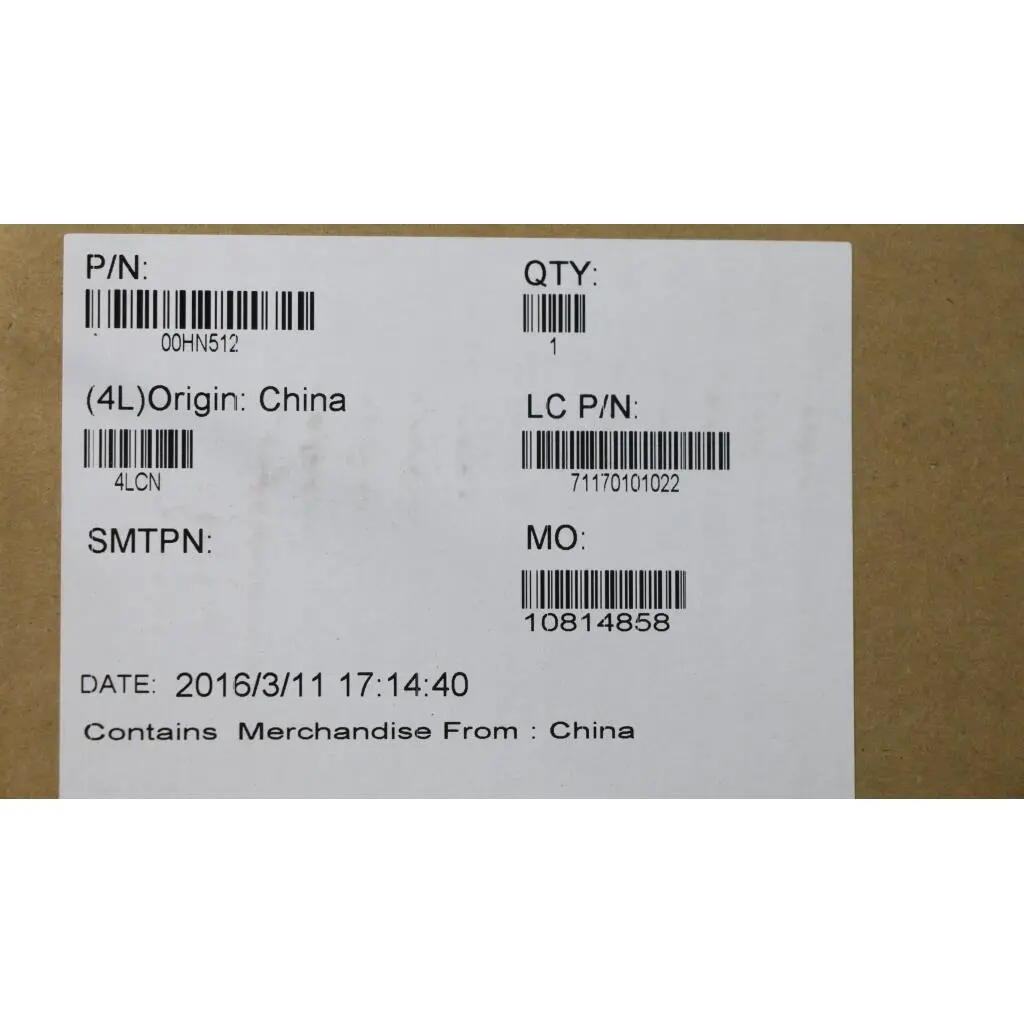 P/N:
00HN512
QTY:
1
(4L)Origin: China
4LCN
LC P/N:
71170101022
SMTPN:
MO:
10814858
DATE: 2016/3/11 17:14:40
Contains Merchandise From : China